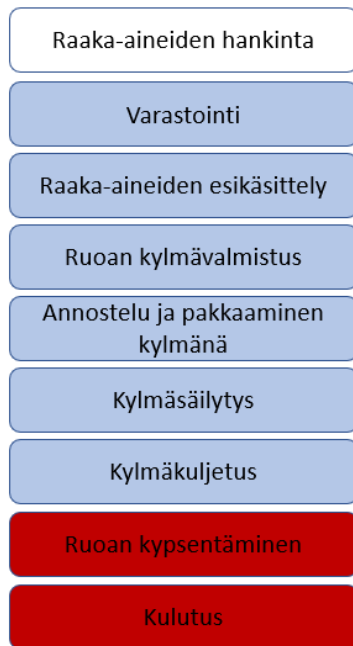 Raaka-aineiden hankinta
Varastointi
Raaka-aineiden esikäsittely
Ruoan kylmävalmistus
Annostelu ja pakkaaminen
kylmänä
Kylmäsäilytys
Kylmäkuljetus
Ruoan kypsentäminen
Kulutus